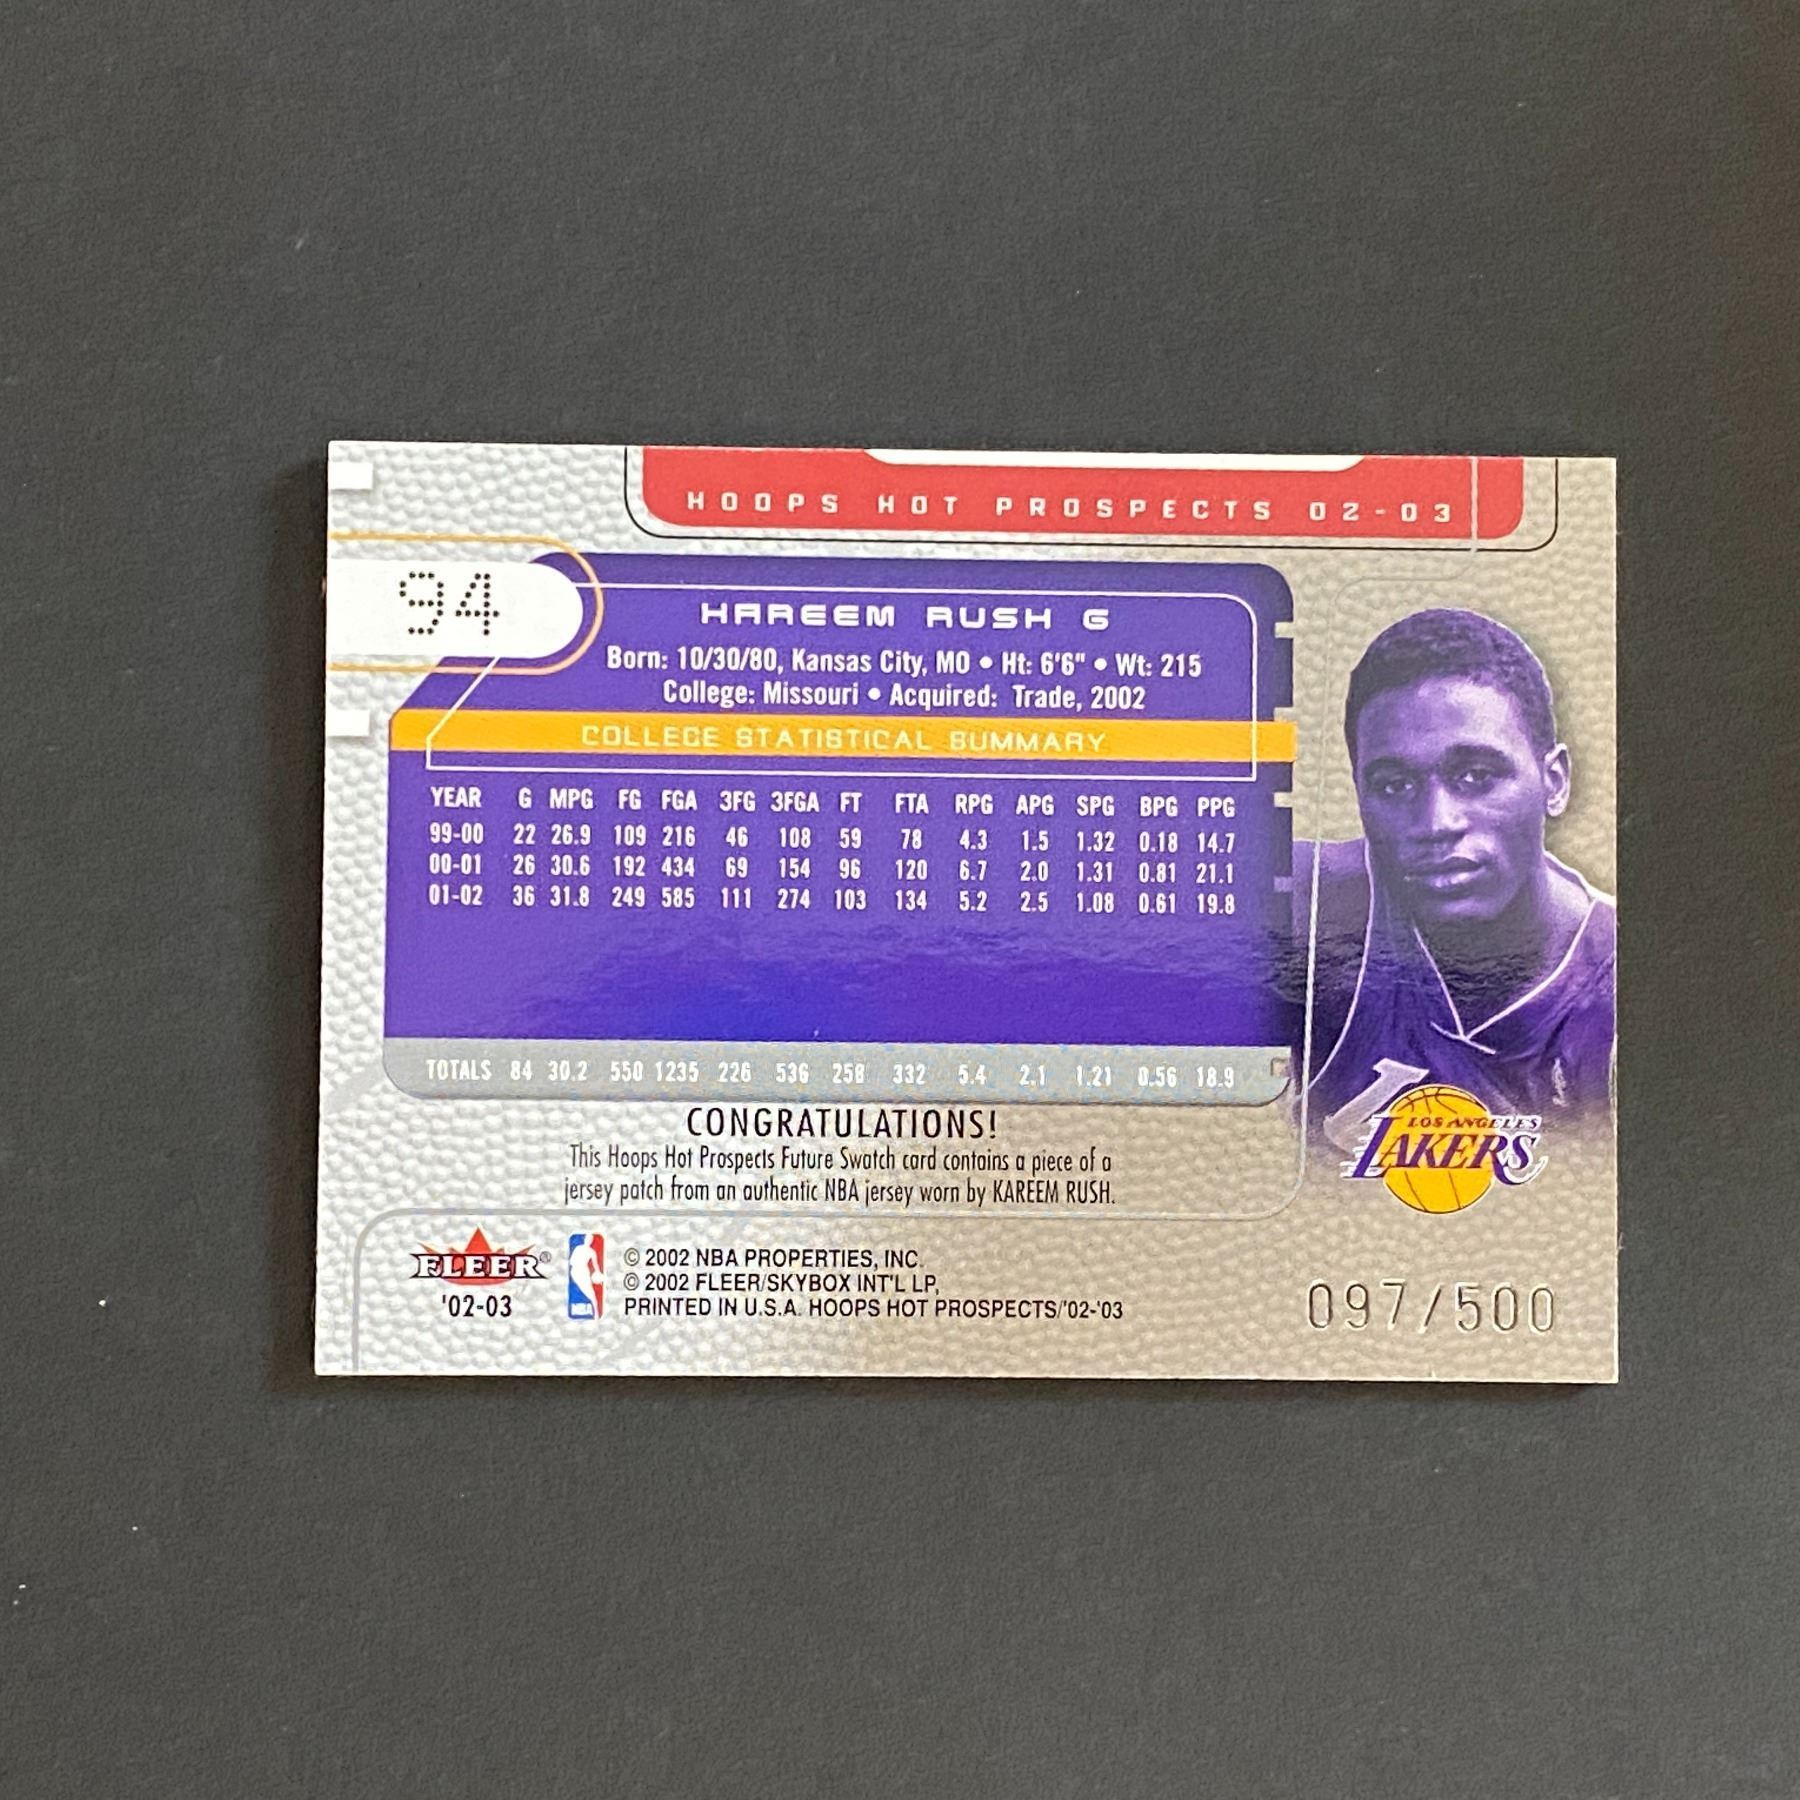 HOOPS HOT PROSPECTS 02-03
94
KAREEM RUSH G
Born: 10/30/80, Kansas City, MO • Ht: 6'6" • Wt: 215
College: Missouri • Acquired: Trade, 2002
COLLEGE STATISTICAL SUMMARY
YEAR G MPG FG FGA 3FG 3FGA FT FTA RPG APG SPG BPG PPG
99-00 22 26.9 109 216 46 108 59 78 4.3 1.5 1.32 0.18 14.7
00-01 26 30.6 192 434 69 154 96 120 6.7 2.0 1.31 0.81 21.1
01-02 36 31.8 249 585 111 274 103 134 5.2 2.5 1.08 0.61 19.8
TOTALS 84 30.2 550 1235 226 536 258 332 5.4 2.1 1.21 0.56 18.9
CONGRATULATIONS!
This Hoops Hot Prospects Future Swatch card contains a piece of a
jersey patch from an authentic NBA jersey worn by KAREEM RUSH.
LOS ANGELES
LAKERS
FLEER®
'02-03
NBA
© 2002 NBA PROPERTIES, INC.
© 2002 FLEER/SKYBOX INT'L LP,
PRINTED IN U.S.A. HOOPS HOT PROSPECTS/'02-'03
097/500